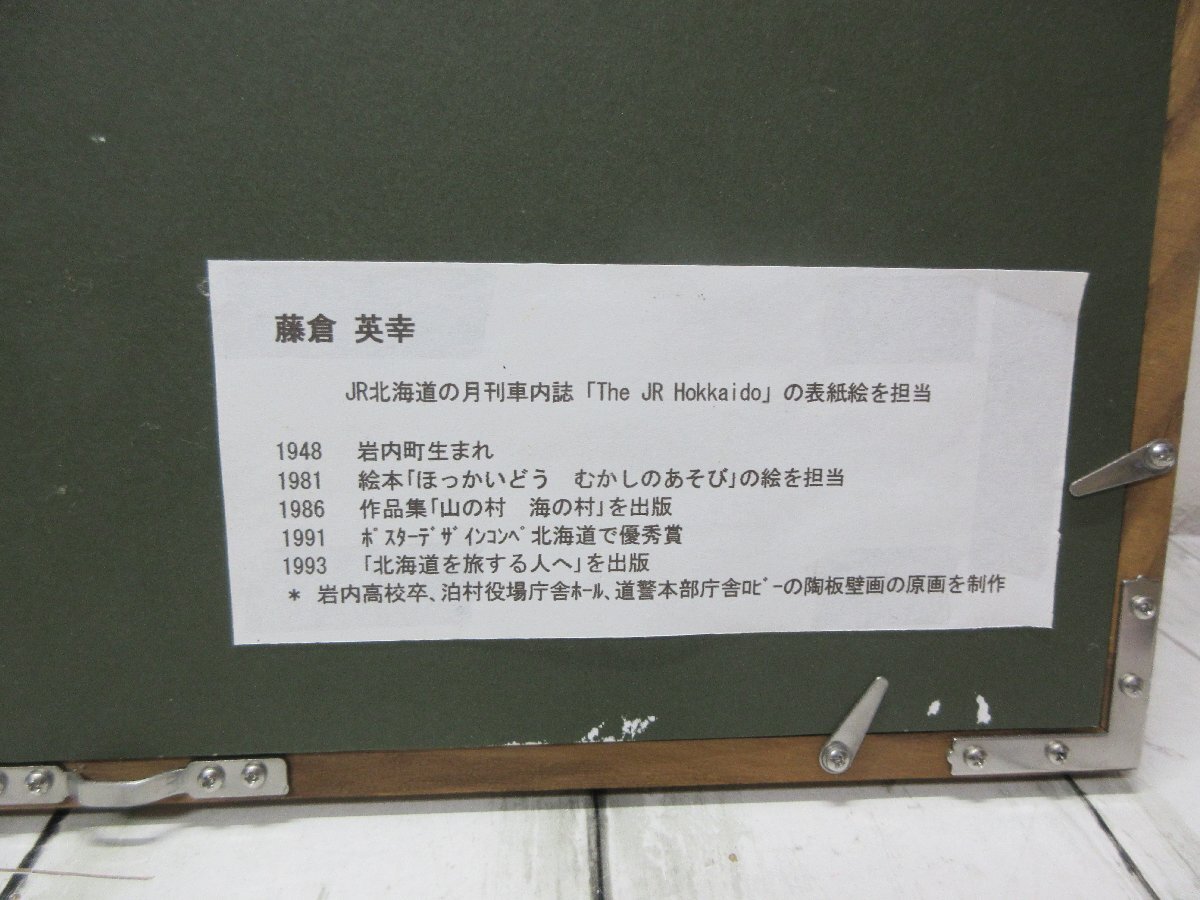 藤倉 英幸
JR北海道の月刊車内誌「The JR Hokkaido」の表紙絵を担当
1948 岩内町生まれ
1981 絵本｢ほっかいどう　むかしのあそび｣の絵を担当
1986 作品集｢山の村　海の村｣を出版
1991 ﾎﾟｽﾀｰﾃﾞｻﾞｲﾝｺﾝﾍﾟ北海道で優秀賞
1993 ｢北海道を旅する人へ｣を出版
* 岩内高校卒､泊村役場庁舎ﾎｰﾙ､道警本部庁舎ﾛﾋﾞｰの陶板壁画の原画を制作